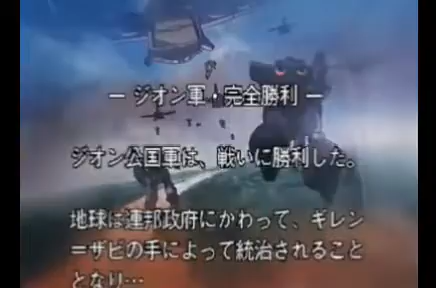 ― ジオン軍・完全勝利 ―
ジオン公国軍は、戦いに勝利した。
地球は連邦政府にかわって、ギレン
＝ザビの手によって統治されること
となり…